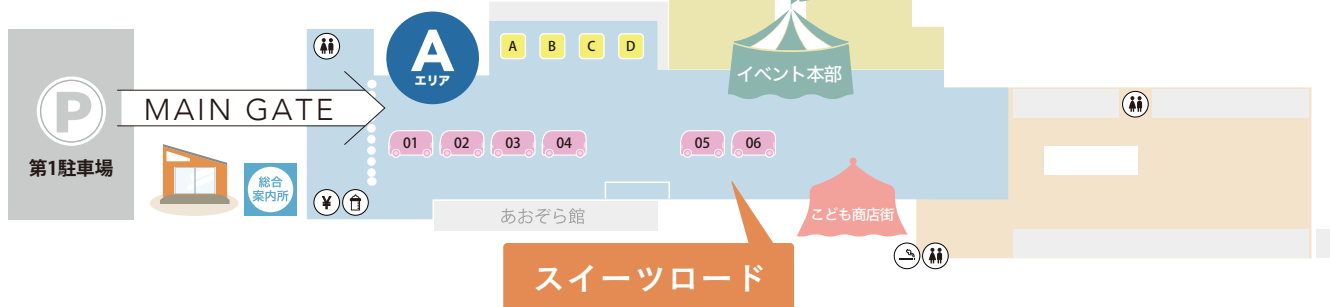 A
エリア
A B C D
イベント本部
P
MAIN GATE
第1駐車場
01 02 03 04 05 06
総合
案内所
¥
あおぞら館
こども商店街
スイーツロード